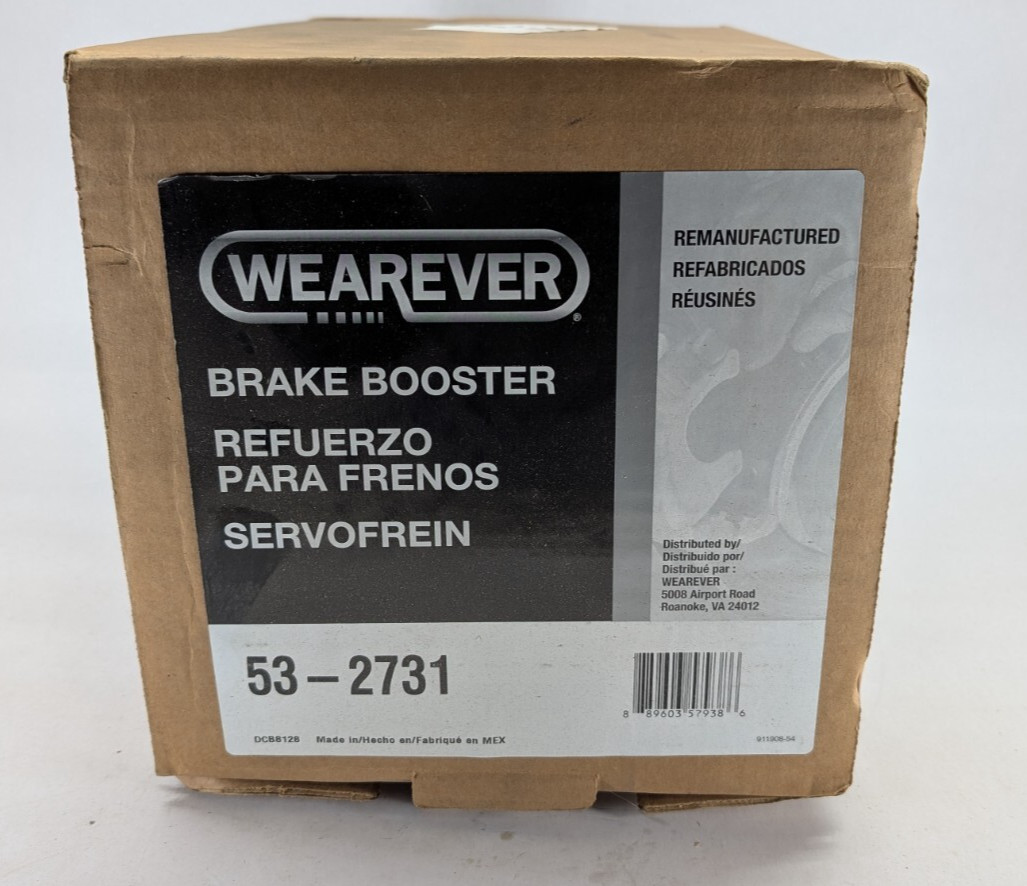 WEAREVER®
BRAKE BOOSTER
REFUERZO
PARA FRENOS
SERVOFREIN
REMANUFACTURED
REFABRICADOS
RÉUSINÉS
Distributed by/
Distribuido por/
Distribué par :
WEAREVER
5008 Airport Road
Roanoke, VA 24012
53–2731
8 89603 57938 6
DCB8128 Made in/Hecho en/Fabriqué en MEX
911908-54